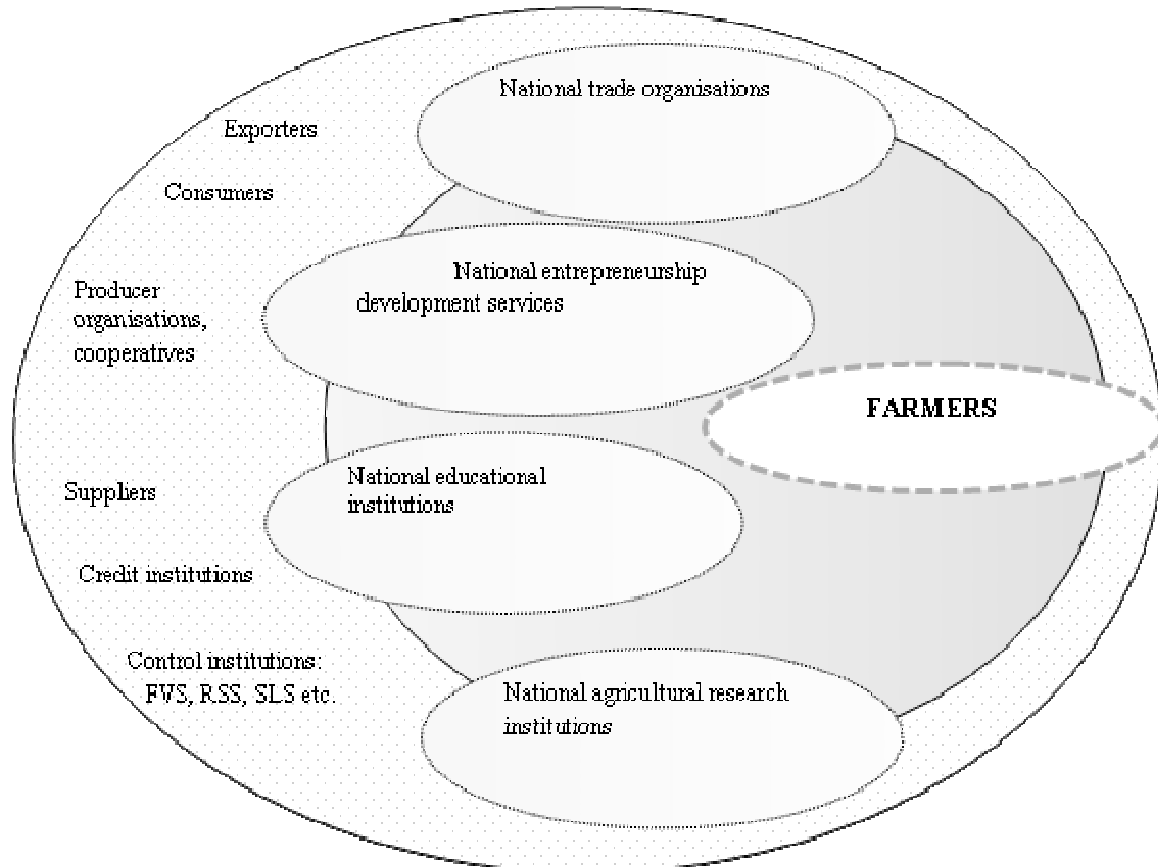 National trade organisations
Exporters
Consumers
National entrepreneurship
development services
Producer
organisations,
cooperatives
FARMERS
National educational
institutions
Suppliers
Credit institutions
Control institutions:
FWS, RSS, SLS etc.
National agricultural research
institutions